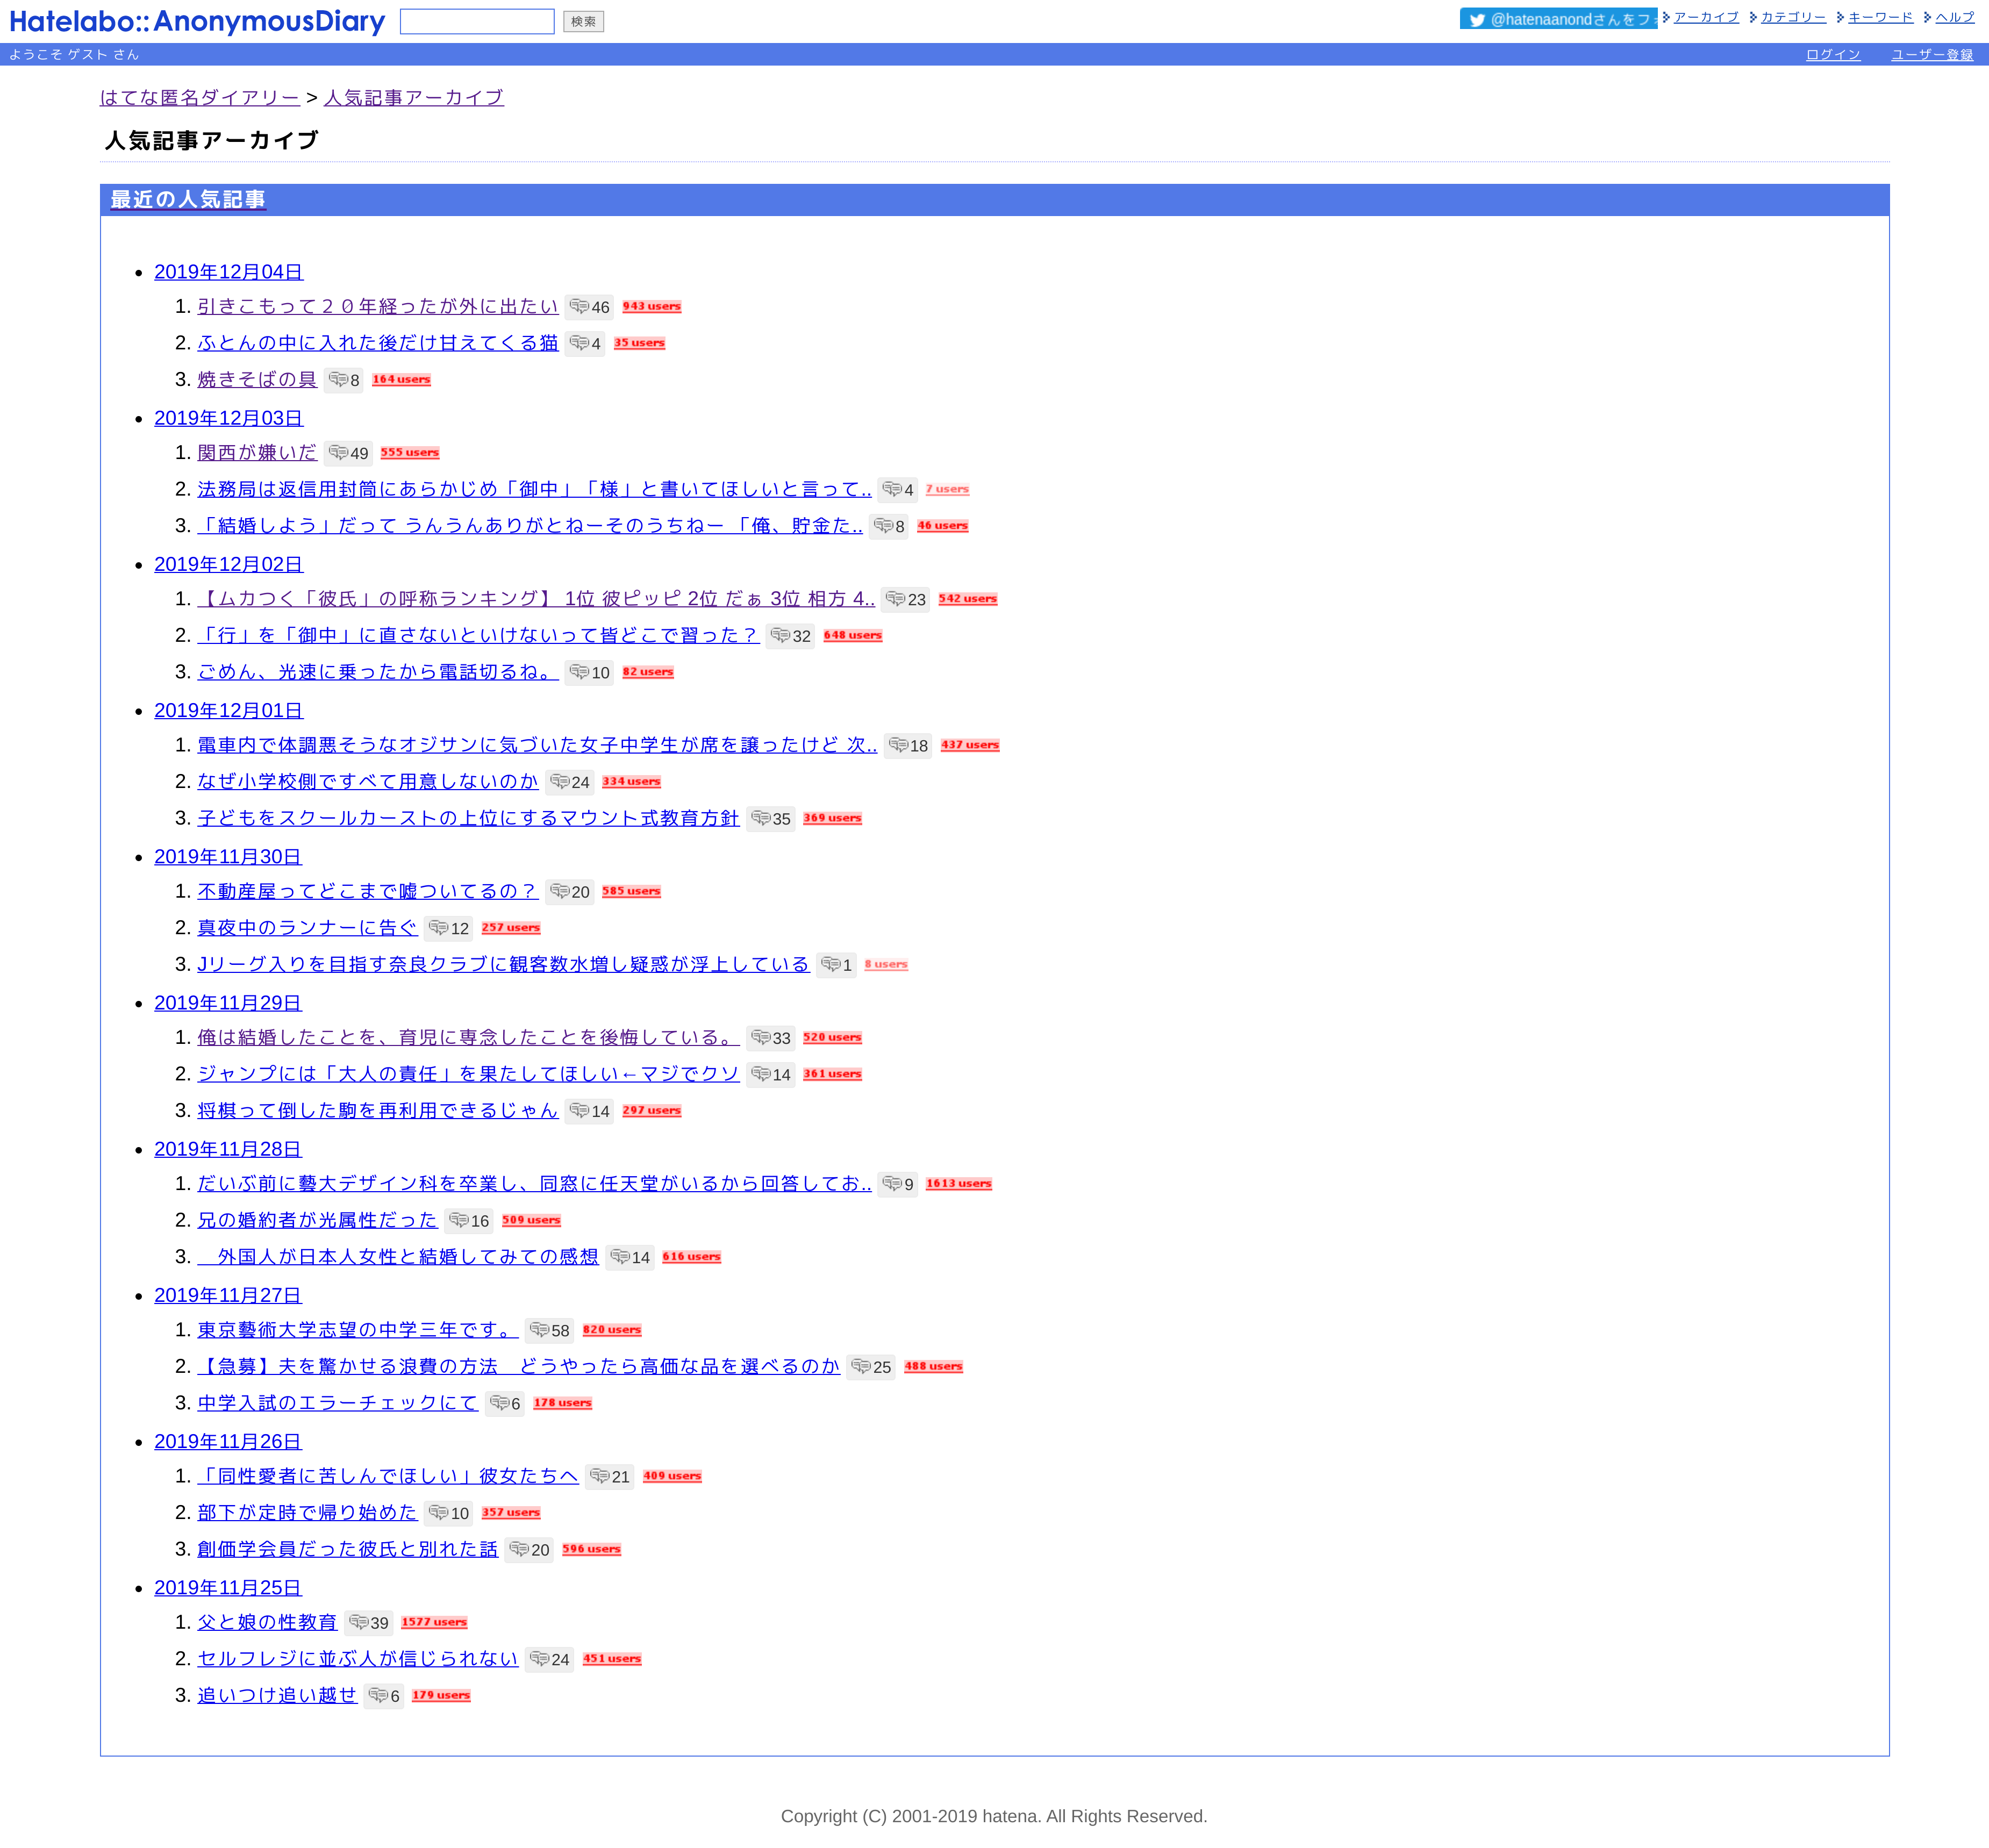 Hatelabo::AnonymousDiary 検索 @hatenaanondさんをフォ アーカイブ カテゴリー キーワード ヘルプ
ようこそ ゲスト さん ログイン ユーザー登録
はてな匿名ダイアリー > 人気記事アーカイブ
人気記事アーカイブ
最近の人気記事
2019年12月04日
1. 引きこもって２０年経ったが外に出たい 46 943 users
2. ふとんの中に入れた後だけ甘えてくる猫 4 35 users
3. 焼きそばの具 8 164 users
2019年12月03日
1. 関西が嫌いだ 49 555 users
2. 法務局は返信用封筒にあらかじめ「御中」「様」と書いてほしいと言って.. 4 7 users
3. 「結婚しよう」だって うんうんありがとねーそのうちねー 「俺、貯金た.. 8 46 users
2019年12月02日
1. 【ムカつく「彼氏」の呼称ランキング】 1位 彼ピッピ 2位 だぁ 3位 相方 4.. 23 542 users
2. 「行」を「御中」に直さないといけないって皆どこで習った？ 32 648 users
3. ごめん、光速に乗ったから電話切るね。 10 82 users
2019年12月01日
1. 電車内で体調悪そうなオジサンに気づいた女子中学生が席を譲ったけど 次.. 18 437 users
2. なぜ小学校側ですべて用意しないのか 24 334 users
3. 子どもをスクールカーストの上位にするマウント式教育方針 35 369 users
2019年11月30日
1. 不動産屋ってどこまで嘘ついてるの？ 20 585 users
2. 真夜中のランナーに告ぐ 12 257 users
3. Jリーグ入りを目指す奈良クラブに観客数水増し疑惑が浮上している 1 8 users
2019年11月29日
1. 俺は結婚したことを、育児に専念したことを後悔している。 33 520 users
2. ジャンプには「大人の責任」を果たしてほしい←マジでクソ 14 361 users
3. 将棋って倒した駒を再利用できるじゃん 14 297 users
2019年11月28日
1. だいぶ前に藝大デザイン科を卒業し、同窓に任天堂がいるから回答してお.. 9 1613 users
2. 兄の婚約者が光属性だった 16 509 users
3. 　外国人が日本人女性と結婚してみての感想 14 616 users
2019年11月27日
1. 東京藝術大学志望の中学三年です。 58 820 users
2. 【急募】夫を驚かせる浪費の方法　どうやったら高価な品を選べるのか 25 488 users
3. 中学入試のエラーチェックにて 6 178 users
2019年11月26日
1. 「同性愛者に苦しんでほしい」彼女たちへ 21 409 users
2. 部下が定時で帰り始めた 10 357 users
3. 創価学会員だった彼氏と別れた話 20 596 users
2019年11月25日
1. 父と娘の性教育 39 1577 users
2. セルフレジに並ぶ人が信じられない 24 451 users
3. 追いつけ追い越せ 6 179 users
Copyright (C) 2001-2019 hatena. All Rights Reserved.